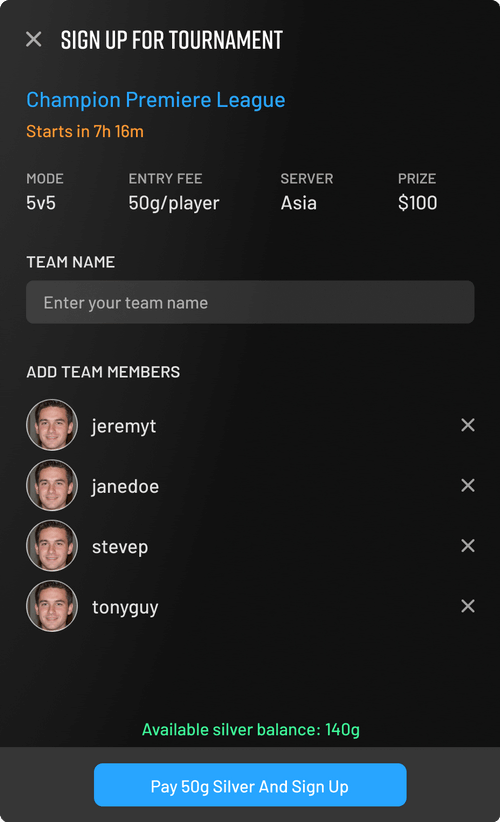 SIGN UP FOR TOURNAMENT
Champion Premiere League
Starts in 7h 16m
MODE ENTRY FEE SERVER PRIZE
5v5 50g/player Asia $100
TEAM NAME
Enter your team name
ADD TEAM MEMBERS
jeremyt
janedoe
stevep
tonyguy
Available silver balance: 140g
Pay 50g Silver And Sign Up